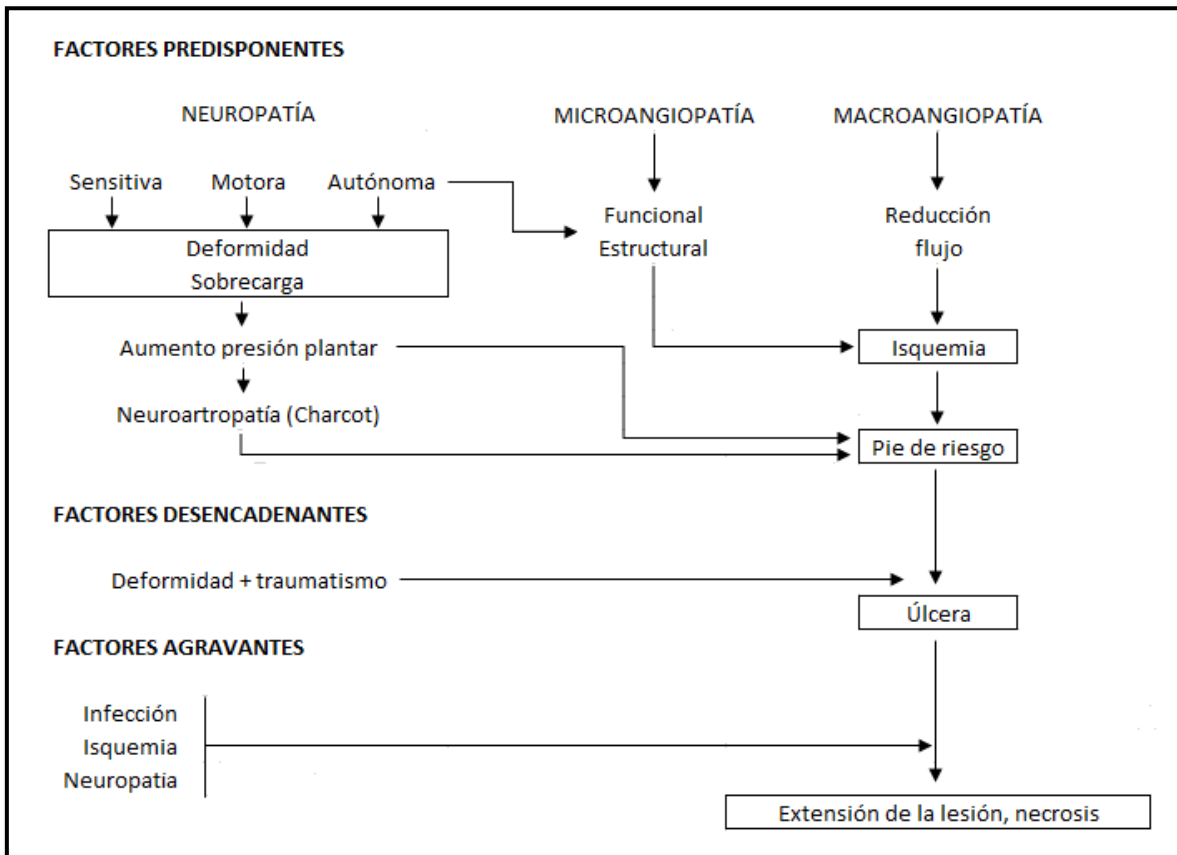 FACTORES PREDISPONENTES
NEUROPATÍA
MICROANGIOPATÍA
MACROANGIOPATÍA
Sensitiva
Motora
Autónoma
Funcional
Estructural
Reducción
flujo
Deformidad
Sobrecarga
Aumento presión plantar
Isquemia
Neuroartropatía (Charcot)
Pie de riesgo
FACTORES DESENCADENANTES
Deformidad + traumatismo
Úlcera
FACTORES AGRAVANTES
Infección
Isquemia
Neuropatía
Extensión de la lesión, necrosis